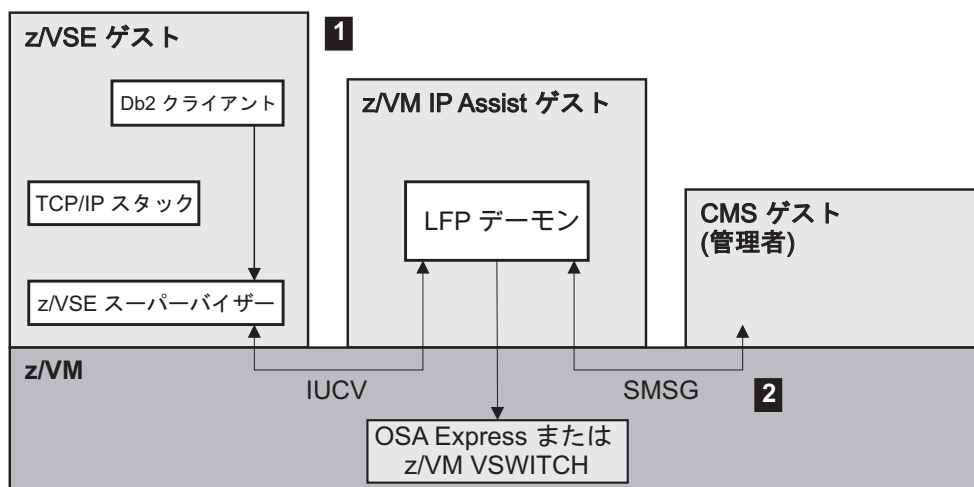 z/VSE ゲスト
1
Db2 クライアント
TCP/IP スタック
z/VSE スーパーバイザー
z/VM IP Assist ゲスト
LFP デーモン
CMS ゲスト
(管理者)
z/VM
IUCV
SMSG
2
OSA Express または
z/VM VSWITCH